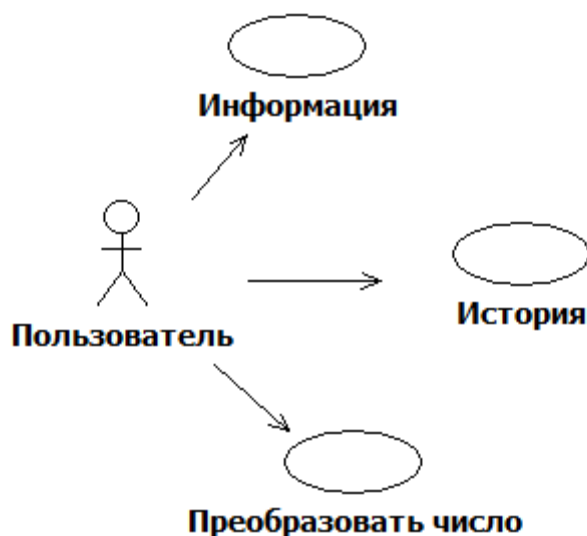 Информация
История
Пользователь
Преобразовать число